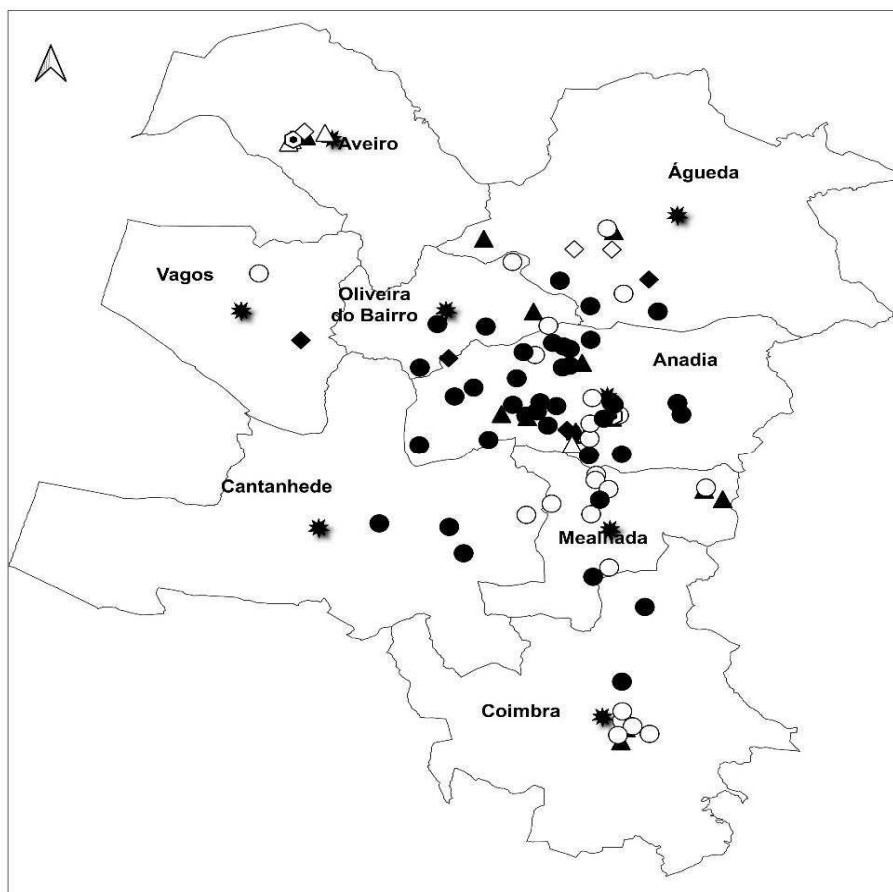 Aveiro
Águeda
Vagos
Oliveira
do Bairro
Anadia
Cantanhede
Mealhada
Coimbra